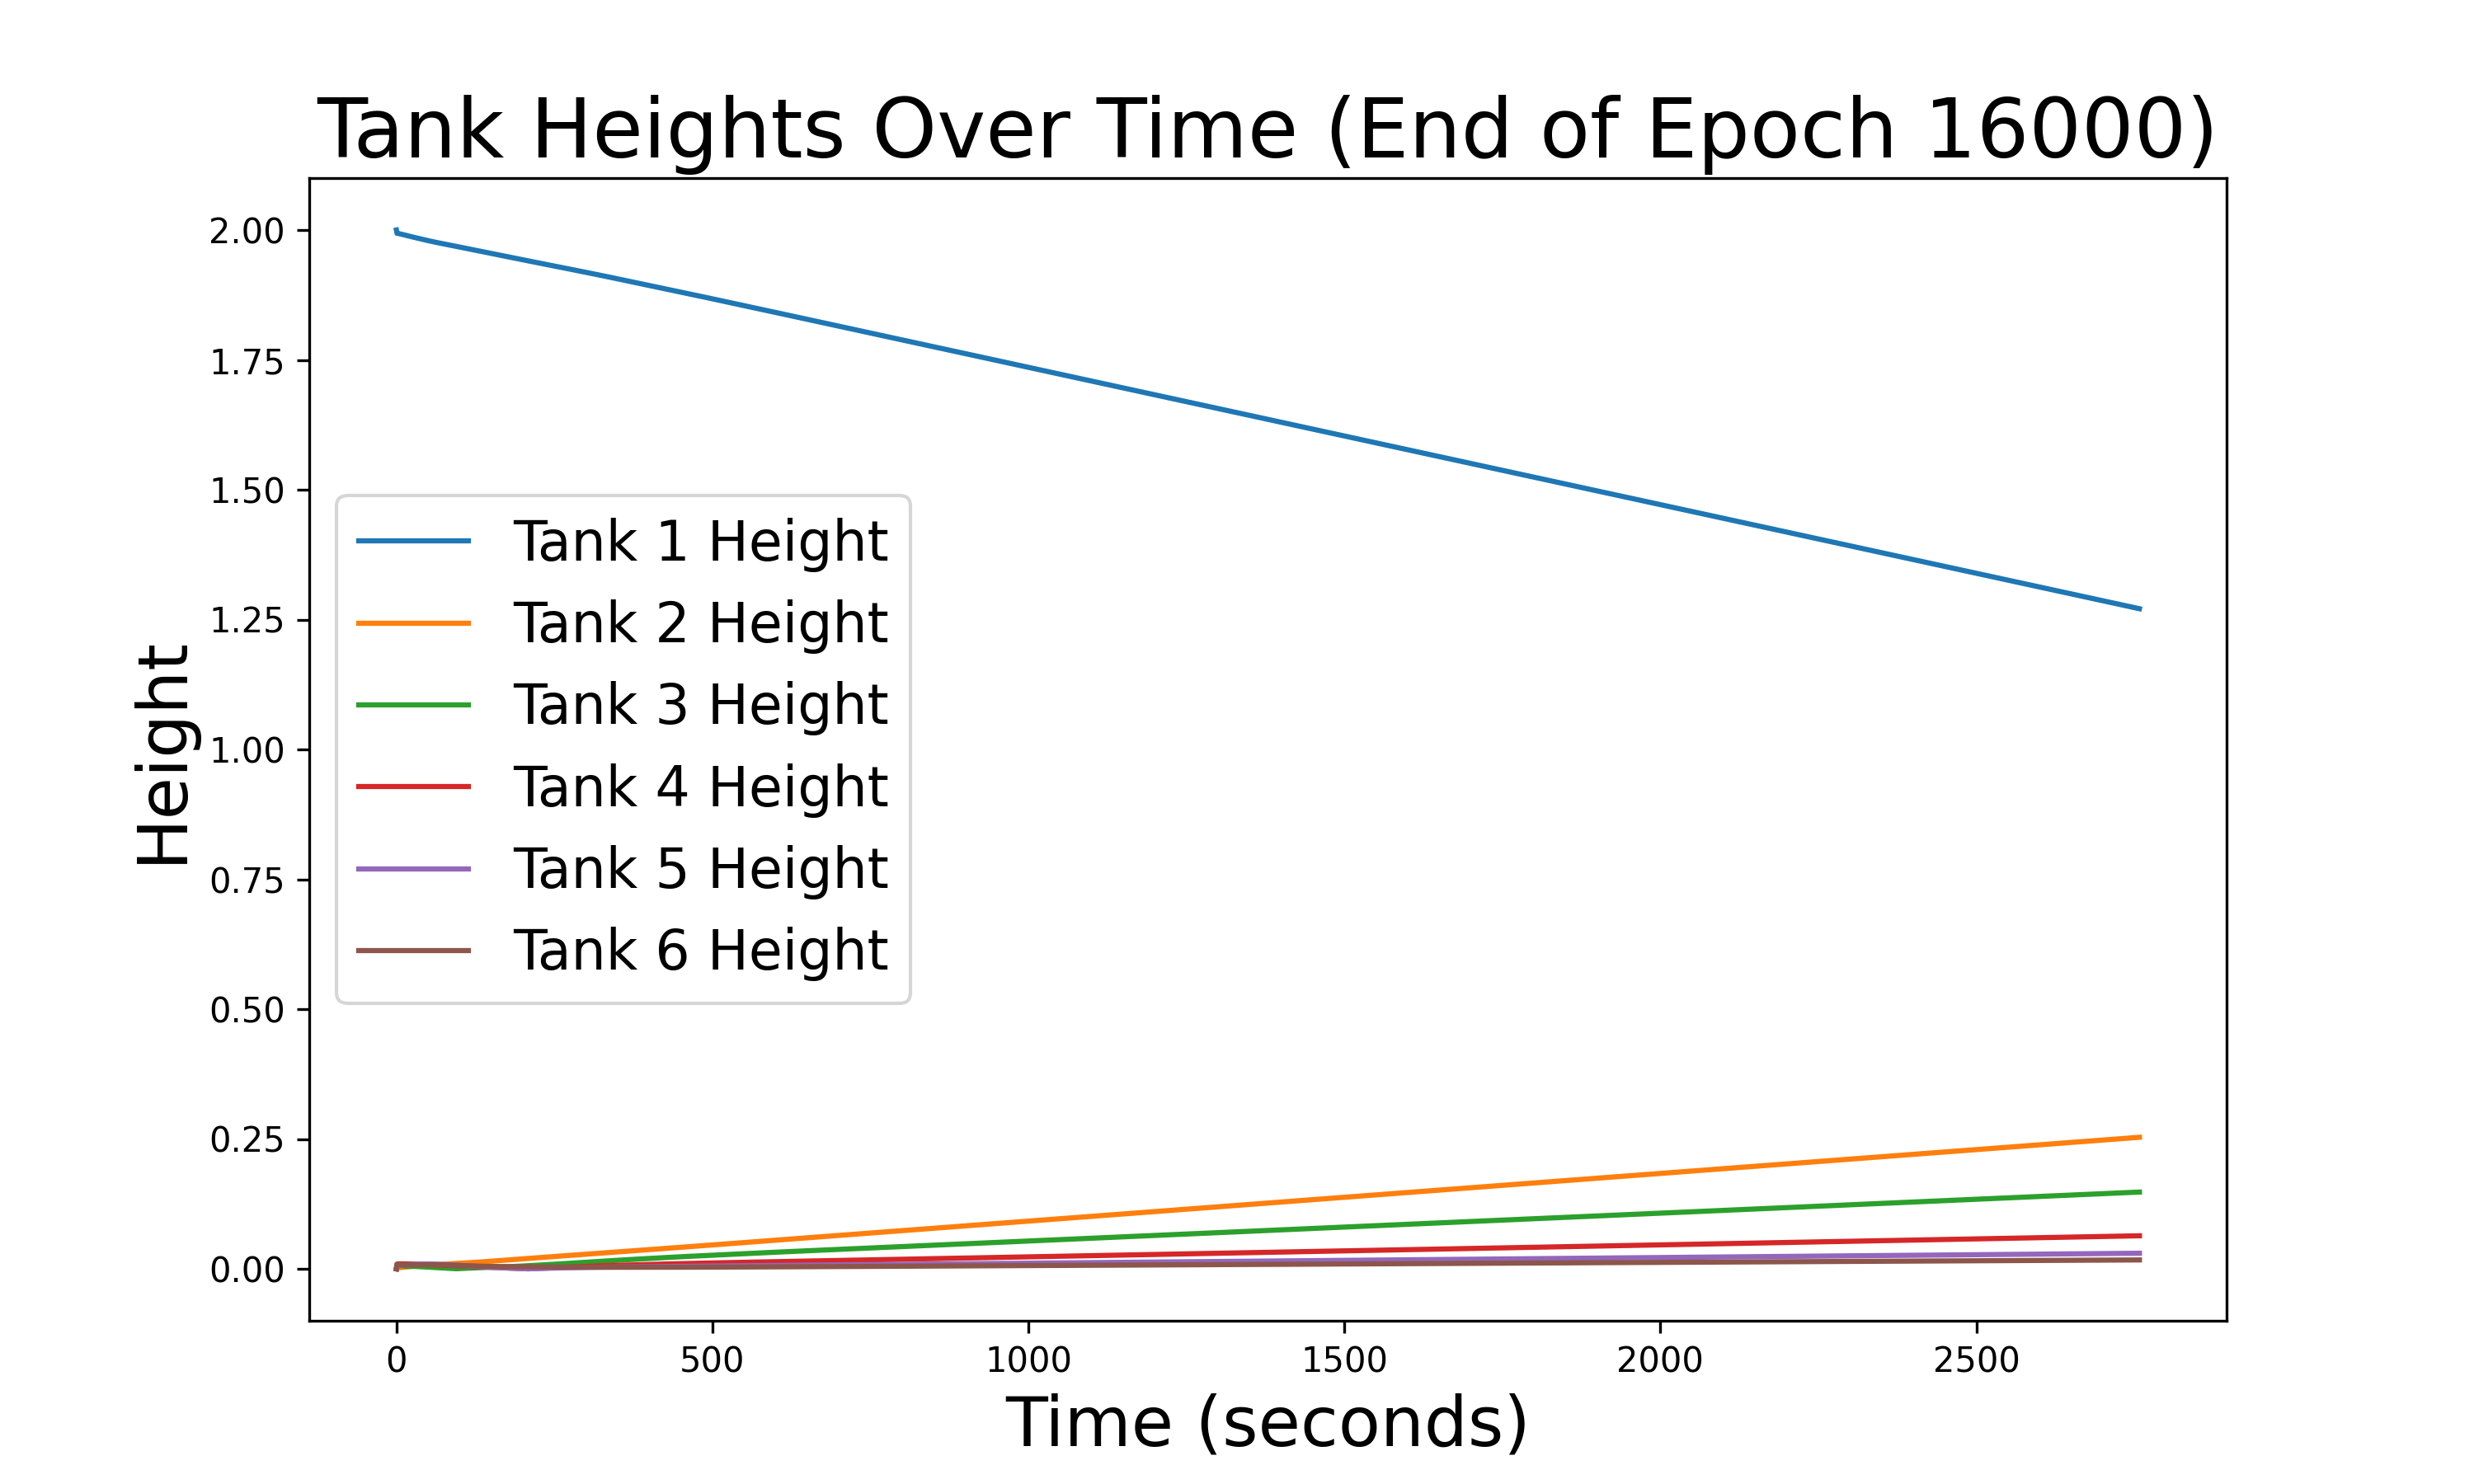 Tank Heights Over Time (End of Epoch 16000)
Height
2.00
1.75
1.50
1.25
1.00
0.75
0.50
0.25
0.00
Tank 1 Height
Tank 2 Height
Tank 3 Height
Tank 4 Height
Tank 5 Height
Tank 6 Height
0 500 1000 1500 2000 2500
Time (seconds)